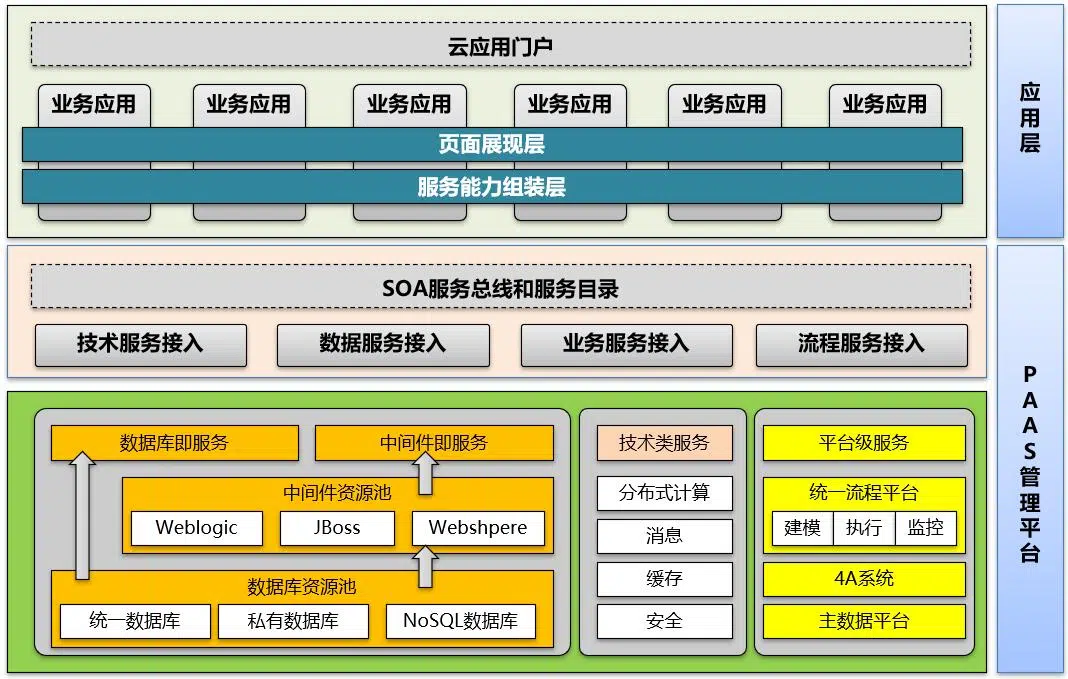 云应用门户
业务应用
业务应用
业务应用
业务应用
业务应用
业务应用
页面展现层
服务能力组装层
应用层
SOA服务总线和服务目录
技术服务接入
数据服务接入
业务服务接入
流程服务接入
PAAS管理平台
数据库即服务
中间件即服务
中间件资源池
Weblogic
JBoss
Webshpere
数据库资源池
统一数据库
私有数据库
NoSQL数据库
技术类服务
分布式计算
消息
缓存
安全
平台级服务
统一流程平台
建模
执行
监控
4A系统
主数据平台